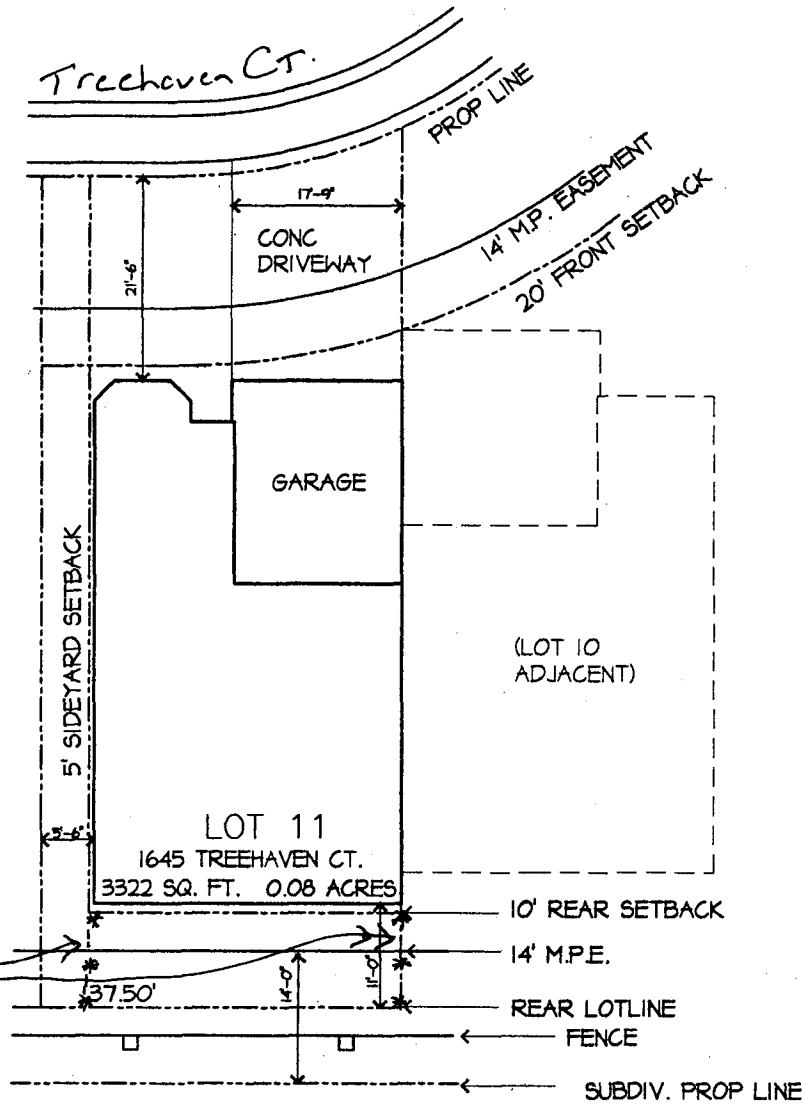 Treehaven CT.
PROP LINE
17'-9"
14' M.P. EASEMENT
CONC
DRIVEWAY
21'-6"
20' FRONT SETBACK
GARAGE
5' SIDEYARD SETBACK
(LOT 10
ADJACENT)
LOT 11
5'-6"
1645 TREEHAVEN CT.
3322 SQ. FT. 0.08 ACRES
10' REAR SETBACK
14' M.P.E.
14'-0"
11'-0"
37.50'
REAR LOTLINE
FENCE
SUBDIV. PROP LINE